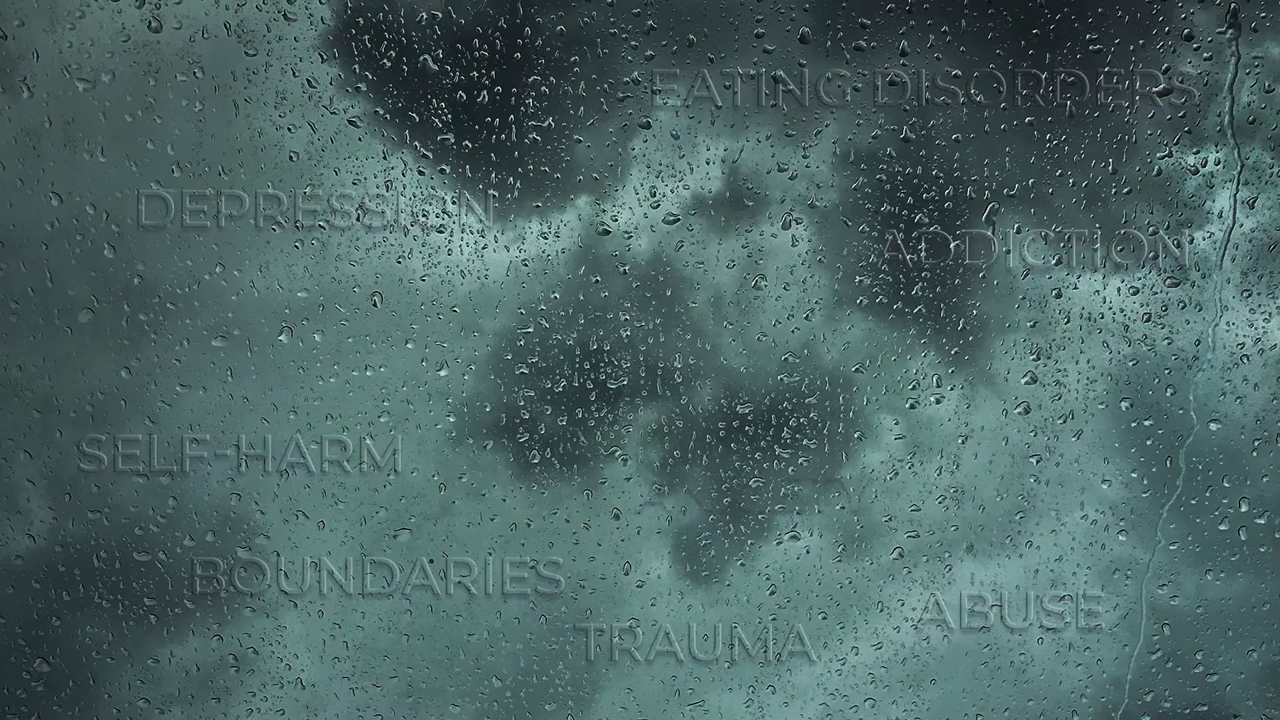 EATING DISORDERS
DEPRESSION
ADDICTION
SELF-HARM
BOUNDARIES
ABUSE
TRAUMA